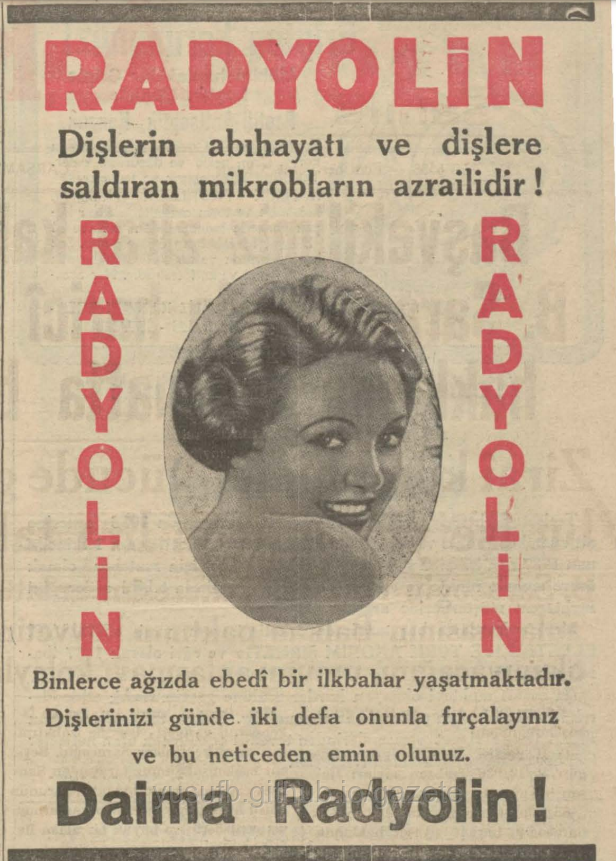 RADYOLİN
Dişlerin abıhayatı ve dişlere
saldıran mikrobların azrailidir !
RADYOLİN
RADYOLİN
Binlerce ağızda ebedî bir ilkbahar yaşatmaktadır.
Dişlerinizi günde iki defa onunla fırçalayınız
ve bu neticeden emin olunuz.
Daima Radyolin !